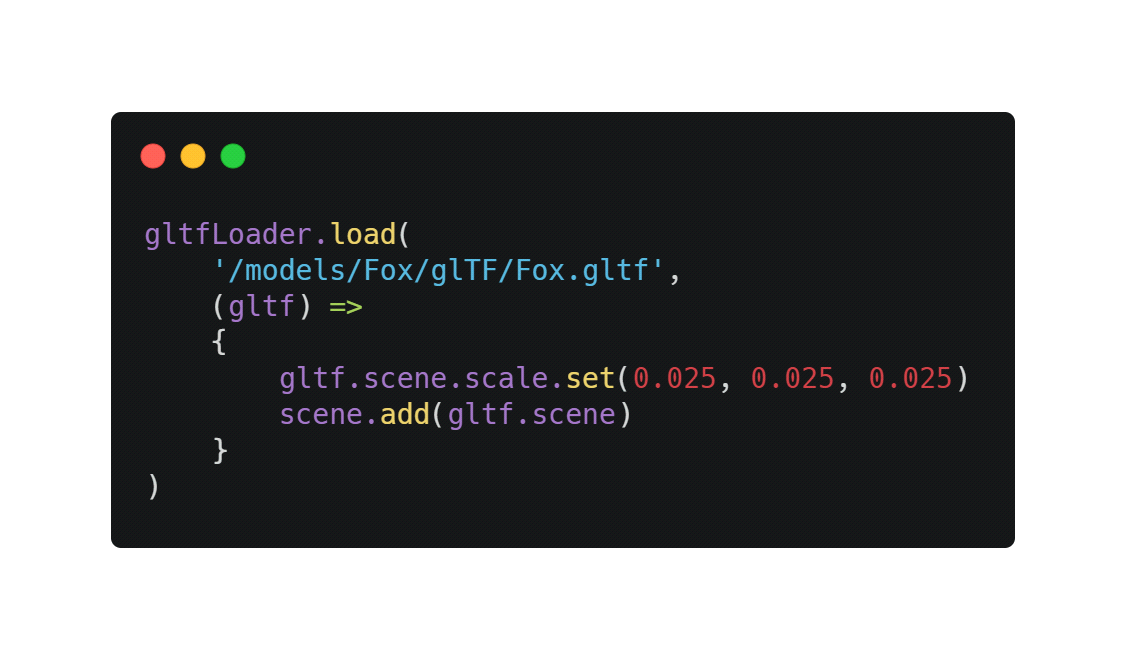 gltfLoader.load(
    '/models/Fox/glTF/Fox.gltf',
    (gltf) =>
    {
        gltf.scene.scale.set(0.025, 0.025, 0.025)
        scene.add(gltf.scene)
    }
)